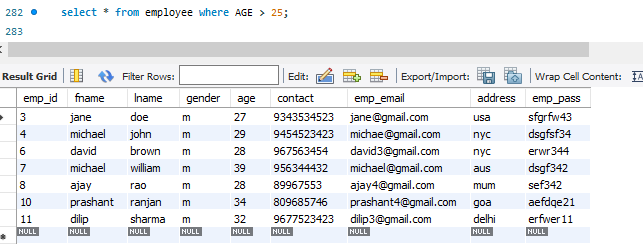 282 select * from employee where AGE > 25;
283
Result Grid Filter Rows: Edit: Export/Import: Wrap Cell Content:
emp_id fname lname gender age contact emp_email address emp_pass
3 jane doe m 27 9343534523 jane@gmail.com usa sfgrfw43
4 michael john m 29 9454523423 michae@gmail.com nyc dsgfsf34
6 david brown m 28 967563454 david3@gmail.com nyc erwr344
7 michael william m 39 956344432 michael@gmail.com aus dsgf342
8 ajay rao m 28 89967553 ajay4@gmail.com mum sef342
10 prashant ranjan m 34 809685746 prashant4@gmail.com goa aefdqe21
11 dilip sharma m 32 9677523423 dilip3@gmail.com delhi erfwer11
NULL NULL NULL NULL NULL NULL NULL NULL NULL